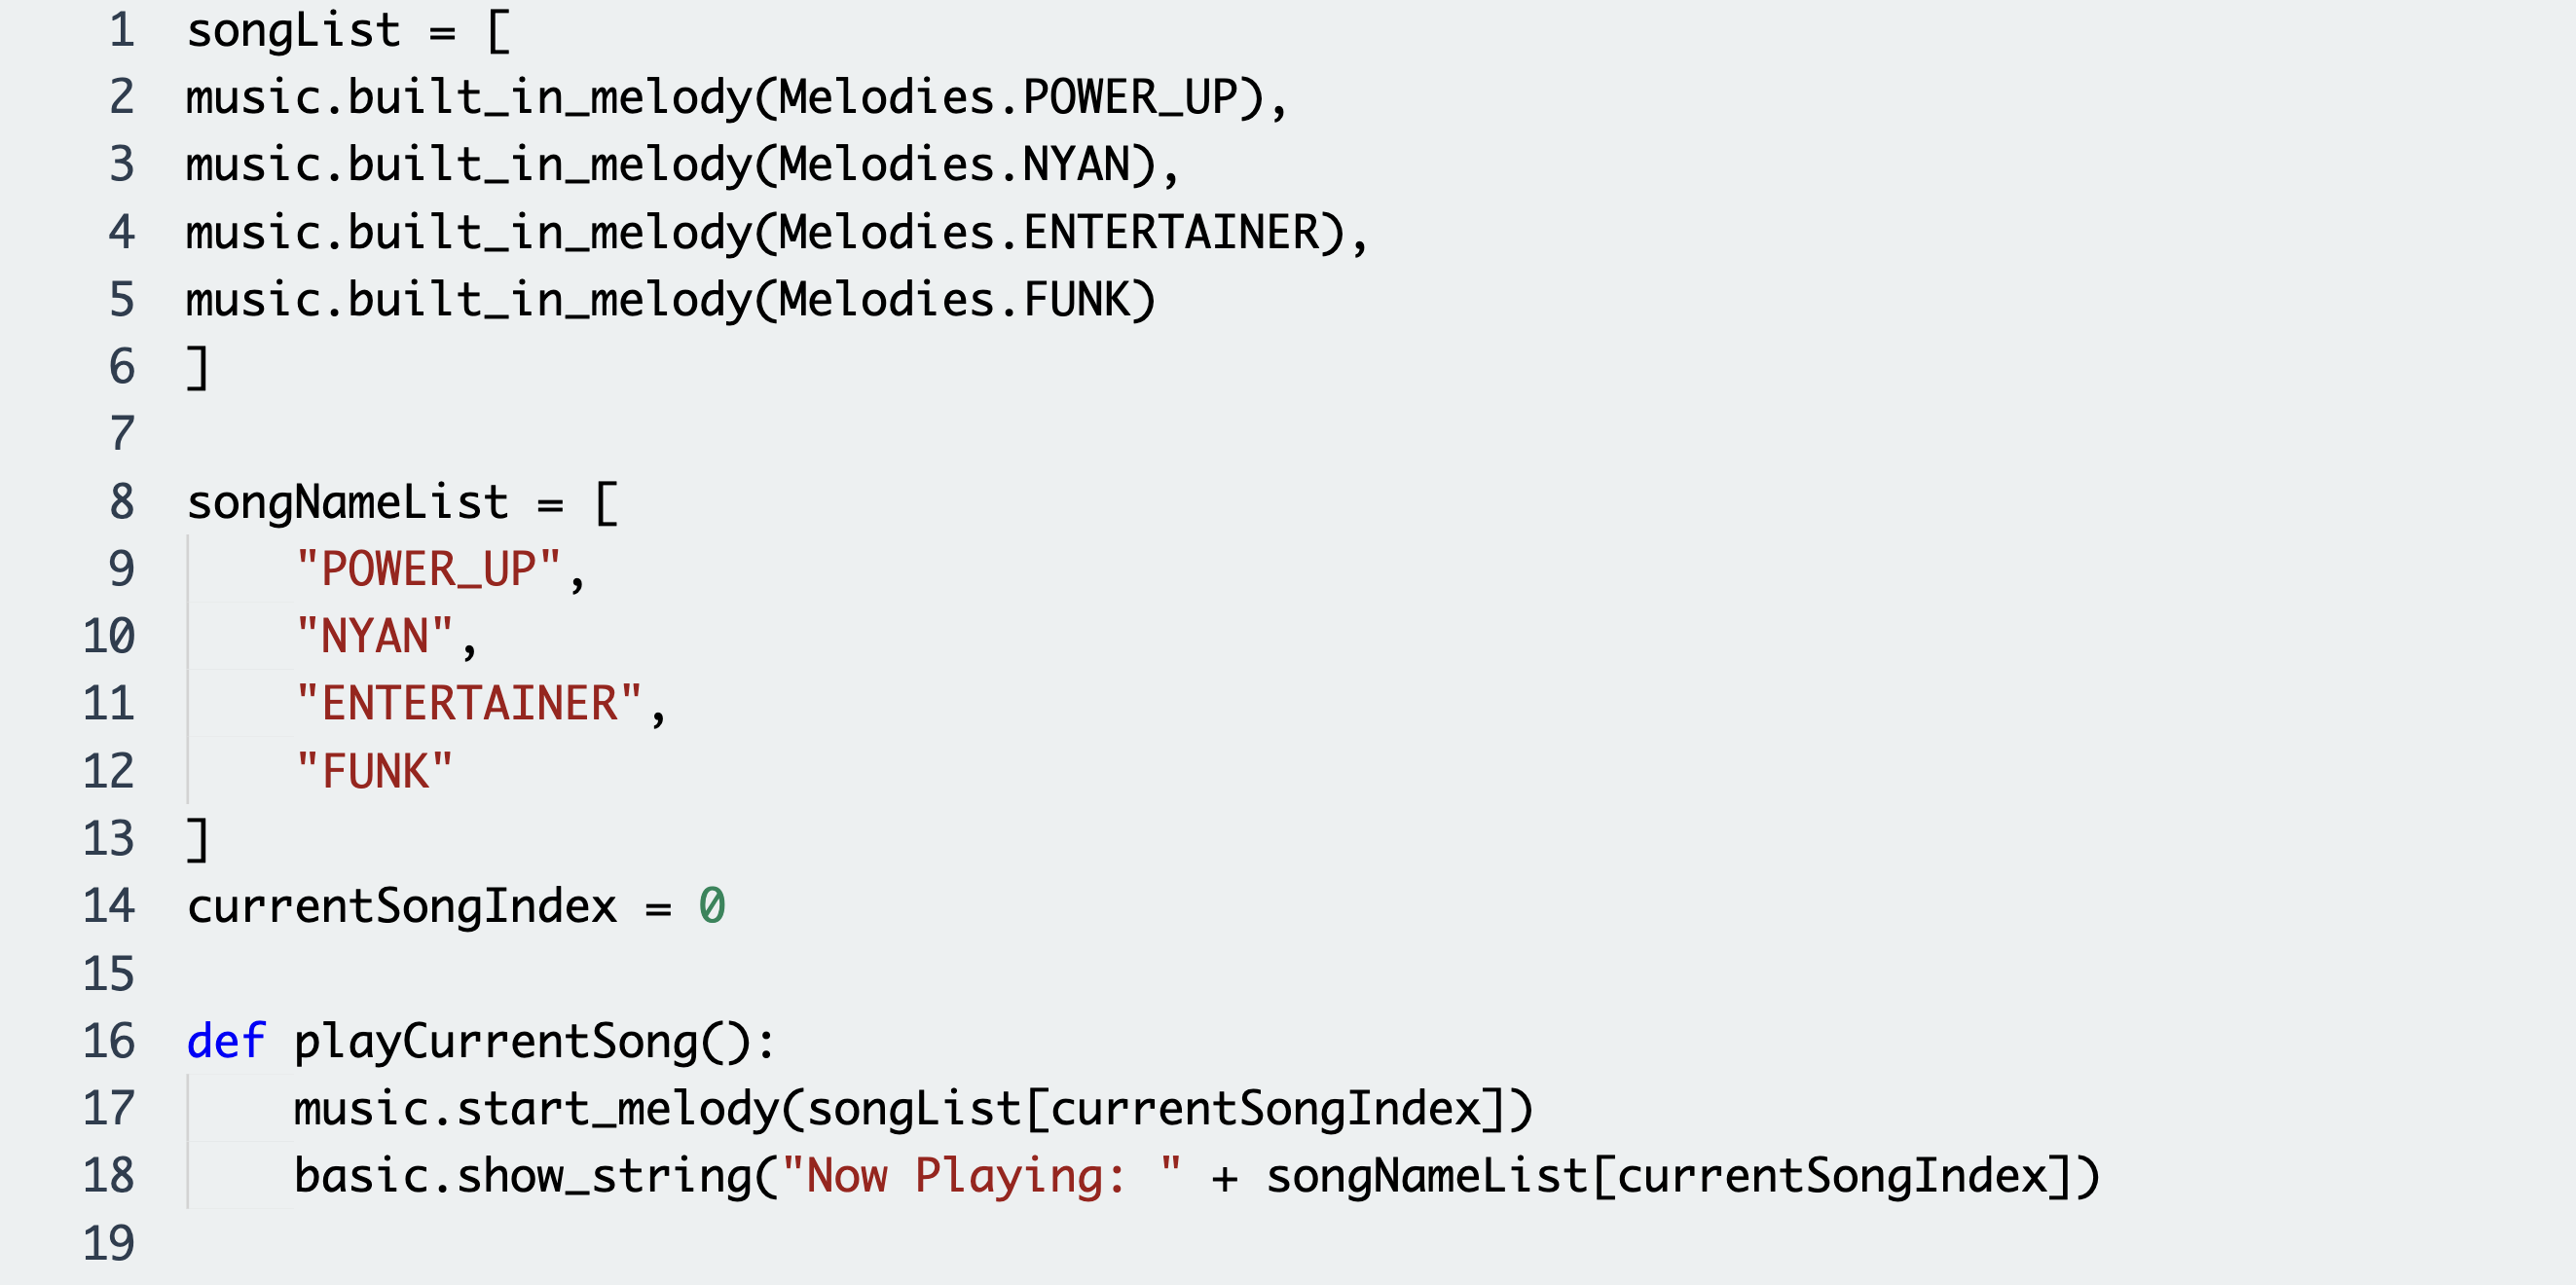 1 songList = [
2 music.built_in_melody(Melodies.POWER_UP),
3 music.built_in_melody(Melodies.NYAN),
4 music.built_in_melody(Melodies.ENTERTAINER),
5 music.built_in_melody(Melodies.FUNK)
6 ]
7
8 songNameList = [
9     "POWER_UP",
10     "NYAN",
11     "ENTERTAINER",
12     "FUNK"
13 ]
14 currentSongIndex = 0
15
16 def playCurrentSong():
17     music.start_melody(songList[currentSongIndex])
18     basic.show_string("Now Playing: " + songNameList[currentSongIndex])
19